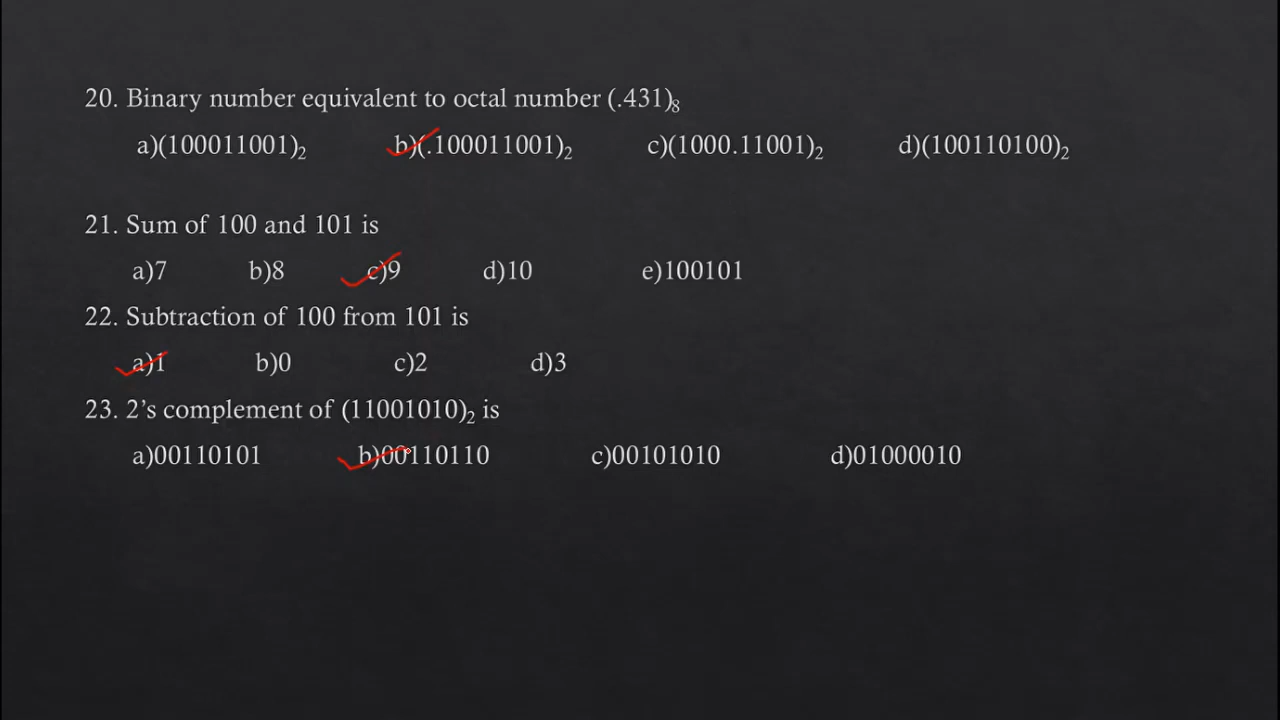 20. Binary number equivalent to octal number (.431)₈
a)(100011001)₂ b)(.100011001)₂ c)(1000.11001)₂ d)(100110100)₂
21. Sum of 100 and 101 is
a)7 b)8 c)9 d)10 e)100101
22. Subtraction of 100 from 101 is
a)1 b)0 c)2 d)3
23. 2’s complement of (11001010)₂ is
a)00110101 b)00110110 c)00101010 d)01000010